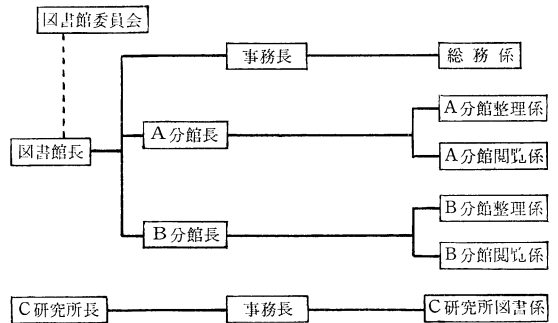 図書館委員会
事務長
総務係
A分館整理係
A分館長
A分館閲覧係
図書館長
B分館整理係
B分館長
B分館閲覧係
C研究所長
事務長
C研究所図書係